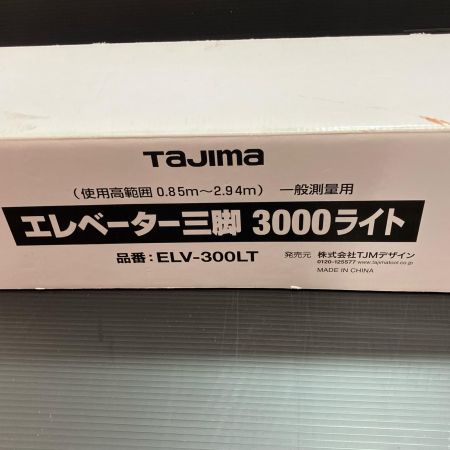 TAJIMA
(使用高範囲 0.85m～2.94m) 一般測量用
エレベーター三脚 3000ライト
品番：ELV-300LT 発売元 株式会社TJMデザイン
0120-125577 www.tajimatool.co.jp
MADE IN CHINA